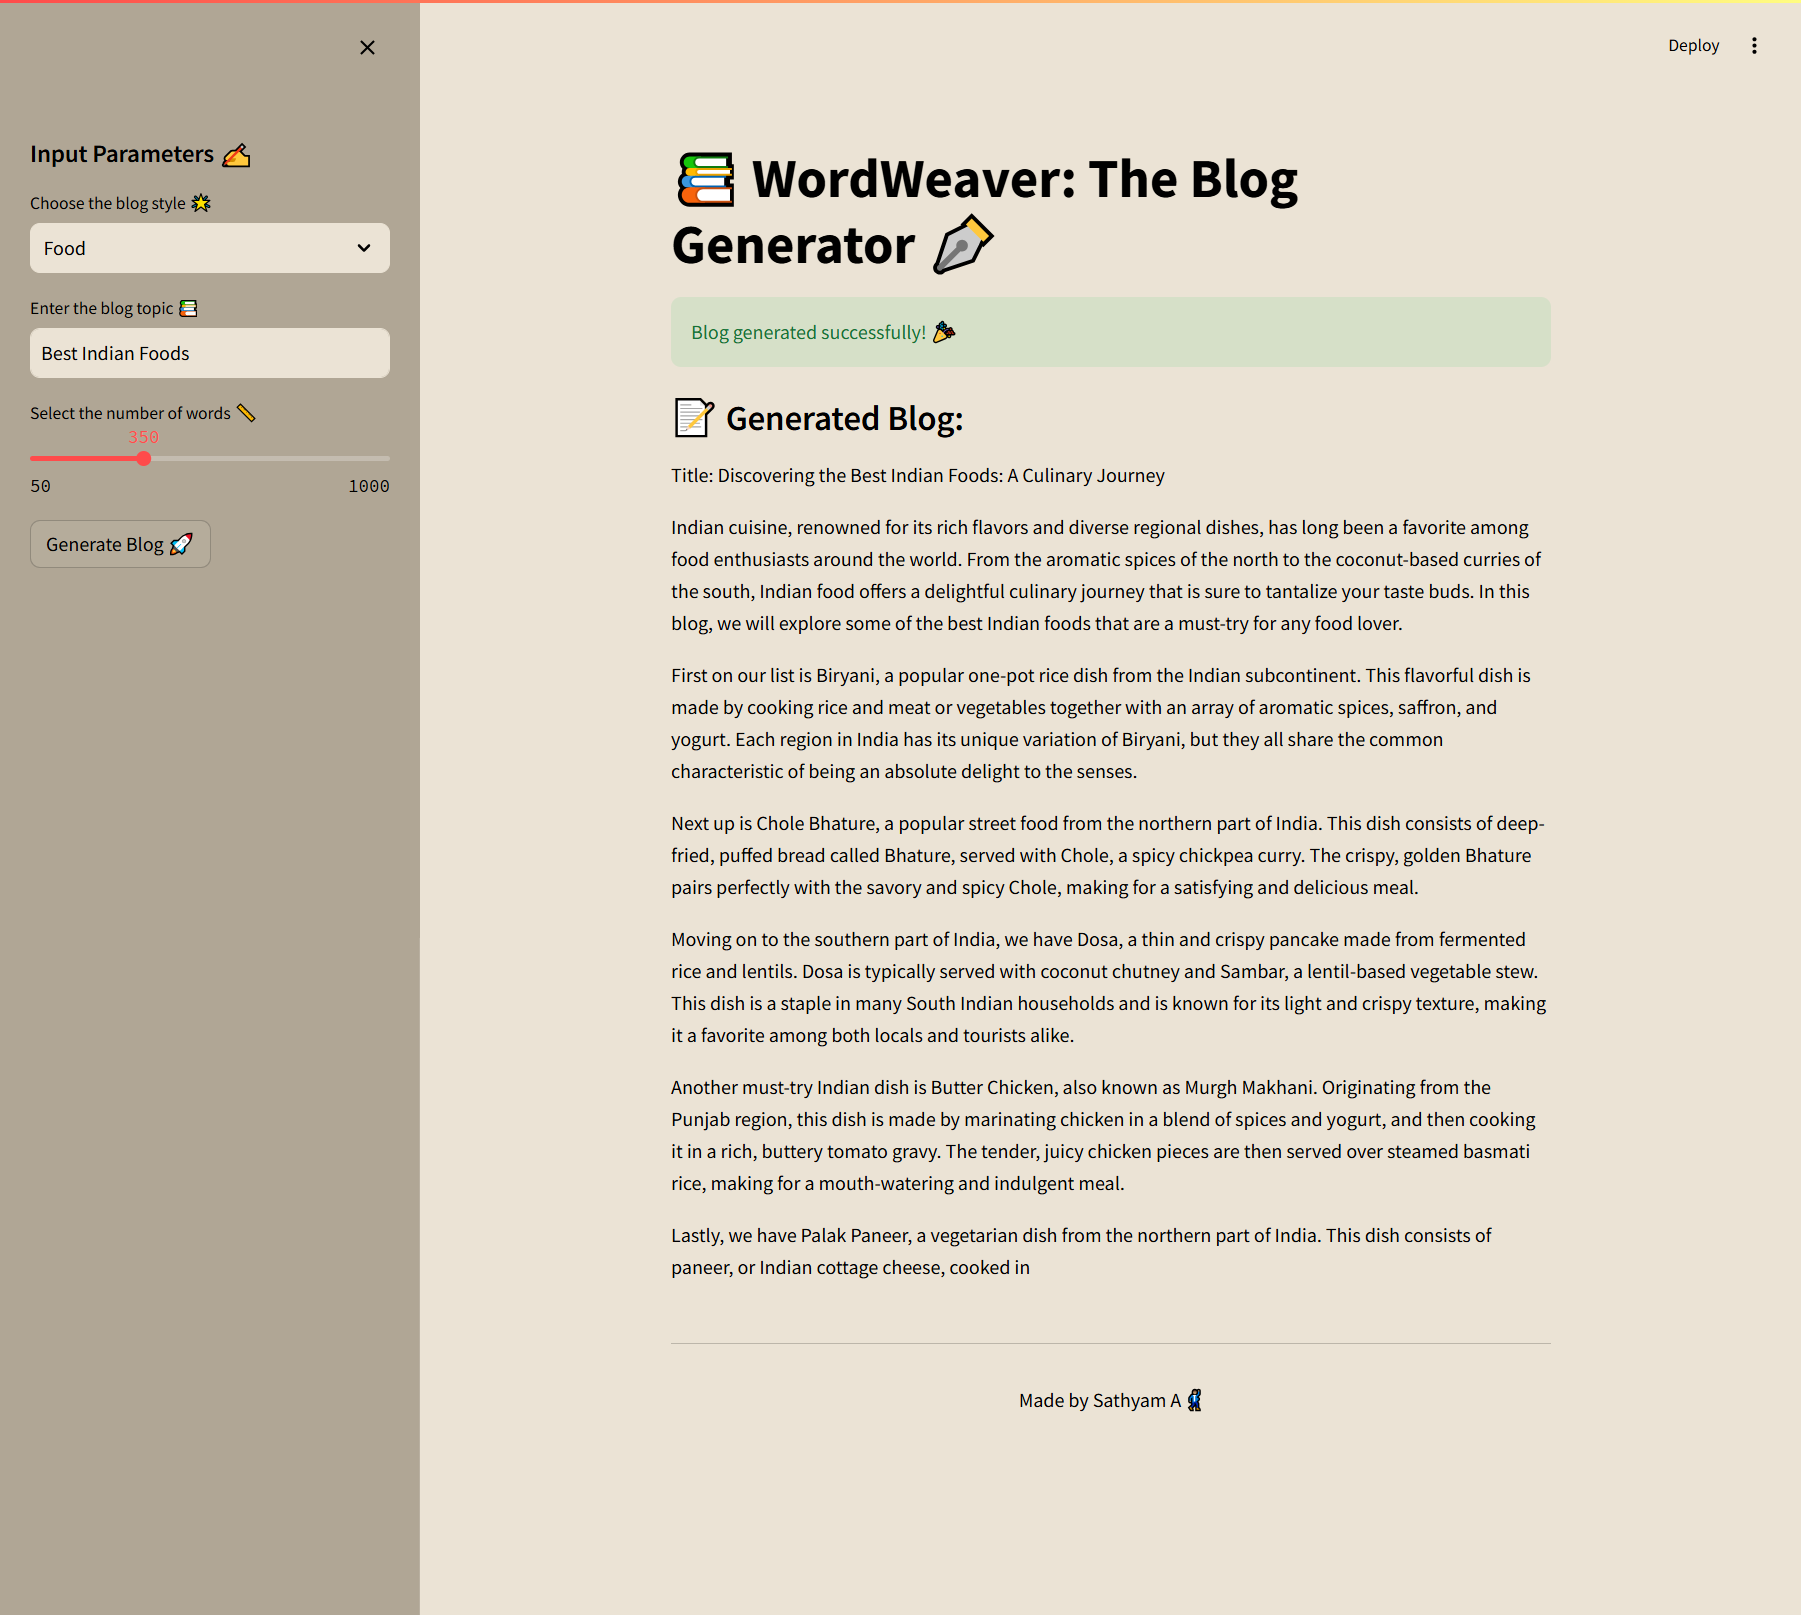 Deploy
Input Parameters ✍️
Choose the blog style 🌟
Food
Enter the blog topic 📚
Best Indian Foods
Select the number of words 📏
350
50 1000
Generate Blog 🚀
📚 WordWeaver: The Blog
Generator 🖋️
Blog generated successfully! 🎉
📝 Generated Blog:
Title: Discovering the Best Indian Foods: A Culinary Journey
Indian cuisine, renowned for its rich flavors and diverse regional dishes, has long been a favorite among
food enthusiasts around the world. From the aromatic spices of the north to the coconut-based curries of
the south, Indian food offers a delightful culinary journey that is sure to tantalize your taste buds. In this
blog, we will explore some of the best Indian foods that are a must-try for any food lover.
First on our list is Biryani, a popular one-pot rice dish from the Indian subcontinent. This flavorful dish is
made by cooking rice and meat or vegetables together with an array of aromatic spices, saffron, and
yogurt. Each region in India has its unique variation of Biryani, but they all share the common
characteristic of being an absolute delight to the senses.
Next up is Chole Bhature, a popular street food from the northern part of India. This dish consists of deep-
fried, puffed bread called Bhature, served with Chole, a spicy chickpea curry. The crispy, golden Bhature
pairs perfectly with the savory and spicy Chole, making for a satisfying and delicious meal.
Moving on to the southern part of India, we have Dosa, a thin and crispy pancake made from fermented
rice and lentils. Dosa is typically served with coconut chutney and Sambar, a lentil-based vegetable stew.
This dish is a staple in many South Indian households and is known for its light and crispy texture, making
it a favorite among both locals and tourists alike.
Another must-try Indian dish is Butter Chicken, also known as Murgh Makhani. Originating from the
Punjab region, this dish is made by marinating chicken in a blend of spices and yogurt, and then cooking
it in a rich, buttery tomato gravy. The tender, juicy chicken pieces are then served over steamed basmati
rice, making for a mouth-watering and indulgent meal.
Lastly, we have Palak Paneer, a vegetarian dish from the northern part of India. This dish consists of
paneer, or Indian cottage cheese, cooked in
Made by Sathyam A